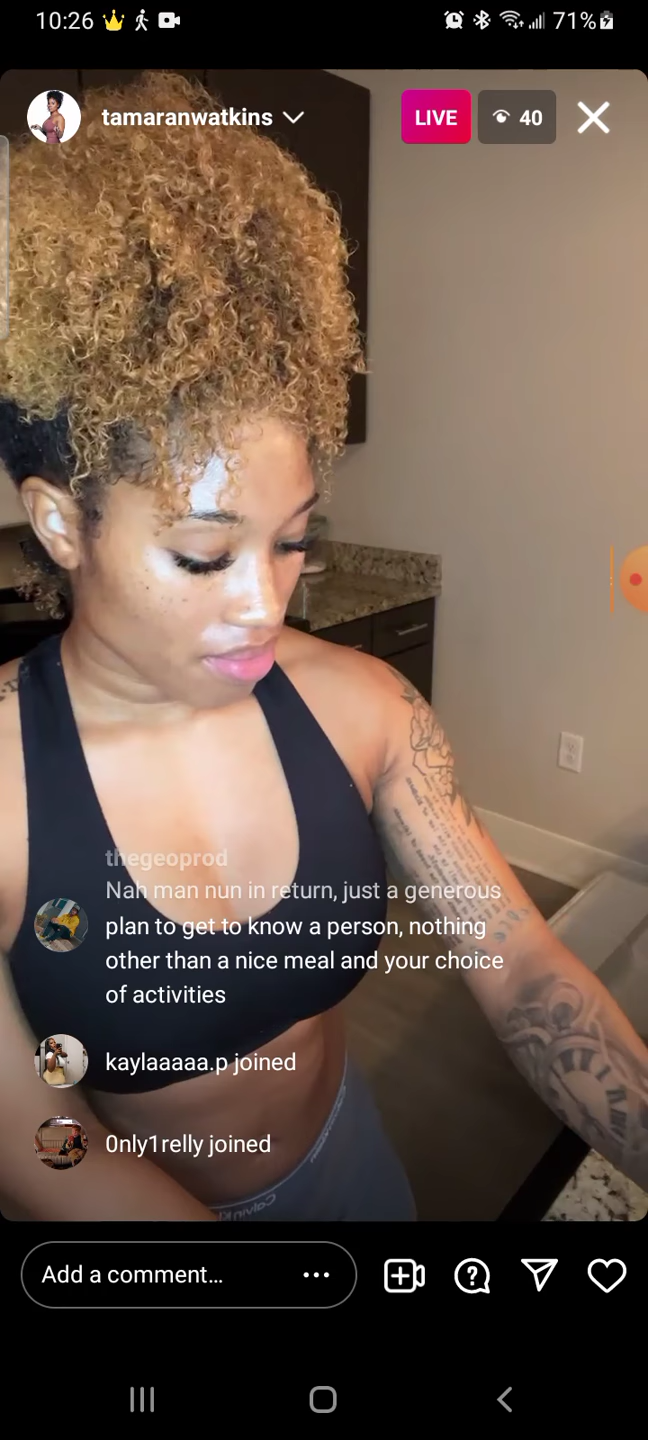 10:26
71%
tamaranwatkins
LIVE
40
thegeoprod
Nah man nun in return, just a generous
plan to get to know a person, nothing
other than a nice meal and your choice
of activities
kaylaaaaa.p joined
0nly1relly joined
Add a comment...